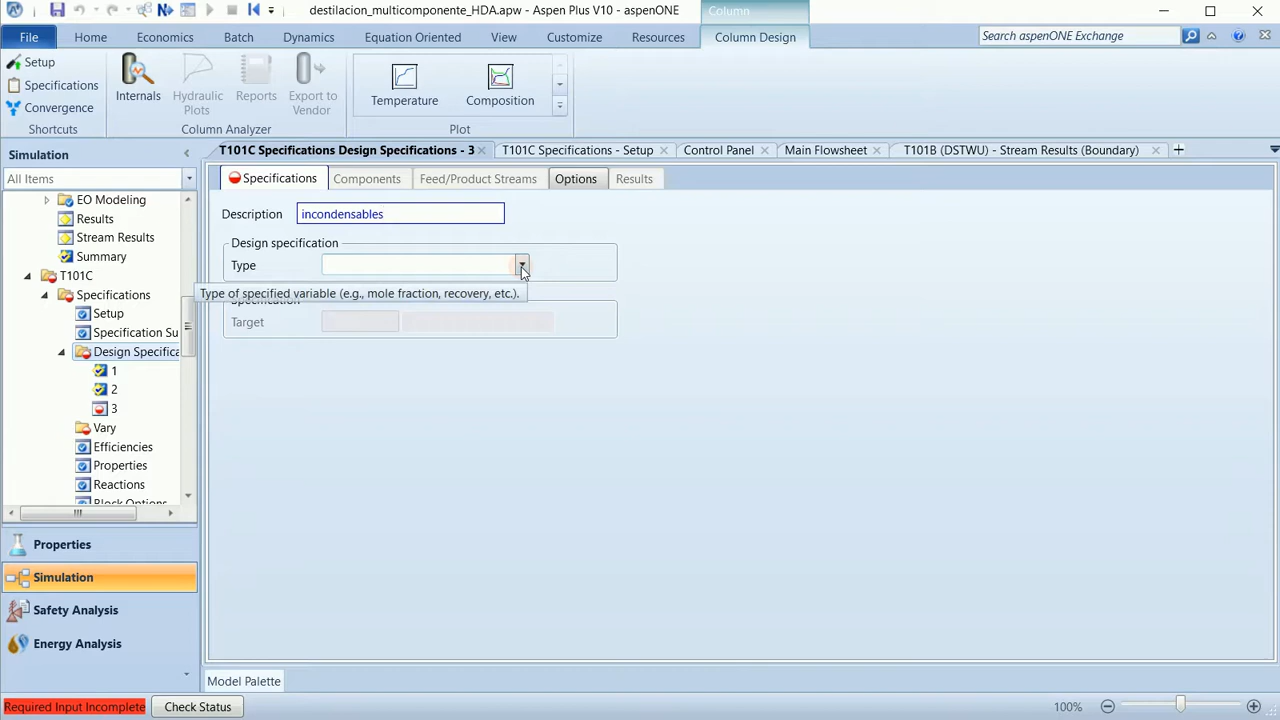 destilacion_multicomponente_HDA.apw - Aspen Plus V10 - aspenONE
Column
File
Home
Economics
Batch
Dynamics
Equation Oriented
View
Customize
Resources
Column Design
Search aspenONE Exchange
Setup
Specifications
Convergence
Shortcuts
Internals
Hydraulic
Plots
Reports
Export to
Vendor
Column Analyzer
Temperature
Composition
Plot
Simulation
All Items
EO Modeling
Results
Stream Results
Summary
T101C
Specifications
Setup
Specification Su
Design Specifica
1
2
3
Vary
Efficiencies
Properties
Reactions
Block Options
Properties
Simulation
Safety Analysis
Energy Analysis
T101C Specifications Design Specifications - 3
T101C Specifications - Setup
Control Panel
Main Flowsheet
T101B (DSTWU) - Stream Results (Boundary)
Specifications
Components
Feed/Product Streams
Options
Results
Description
incondensables
Design specification
Type
Type of specified variable (e.g., mole fraction, recovery, etc.).
Specification
Target
Model Palette
Required Input Incomplete
Check Status
100%